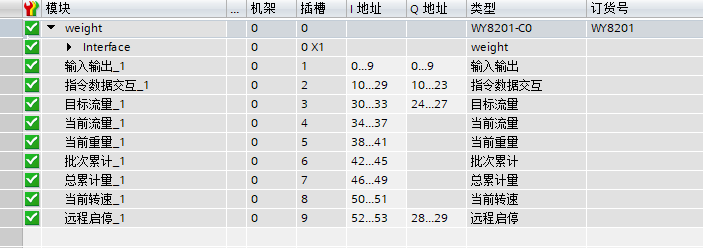 模块 ... 机架 插槽 I 地址 Q 地址 类型 订货号
weight 0 0 WY8201-C0 WY8201
Interface 0 0 X1 weight
输入输出_1 0 1 0...9 0...9 输入输出
指令数据交互_1 0 2 10...29 10...23 指令数据交互
目标流量_1 0 3 30...33 24...27 目标流量
当前流量_1 0 4 34...37 当前流量
当前重量_1 0 5 38...41 当前重量
批次累计_1 0 6 42...45 批次累计
总累计量_1 0 7 46...49 总累计量
当前转速_1 0 8 50...51 当前转速
远程启停_1 0 9 52...53 28...29 远程启停